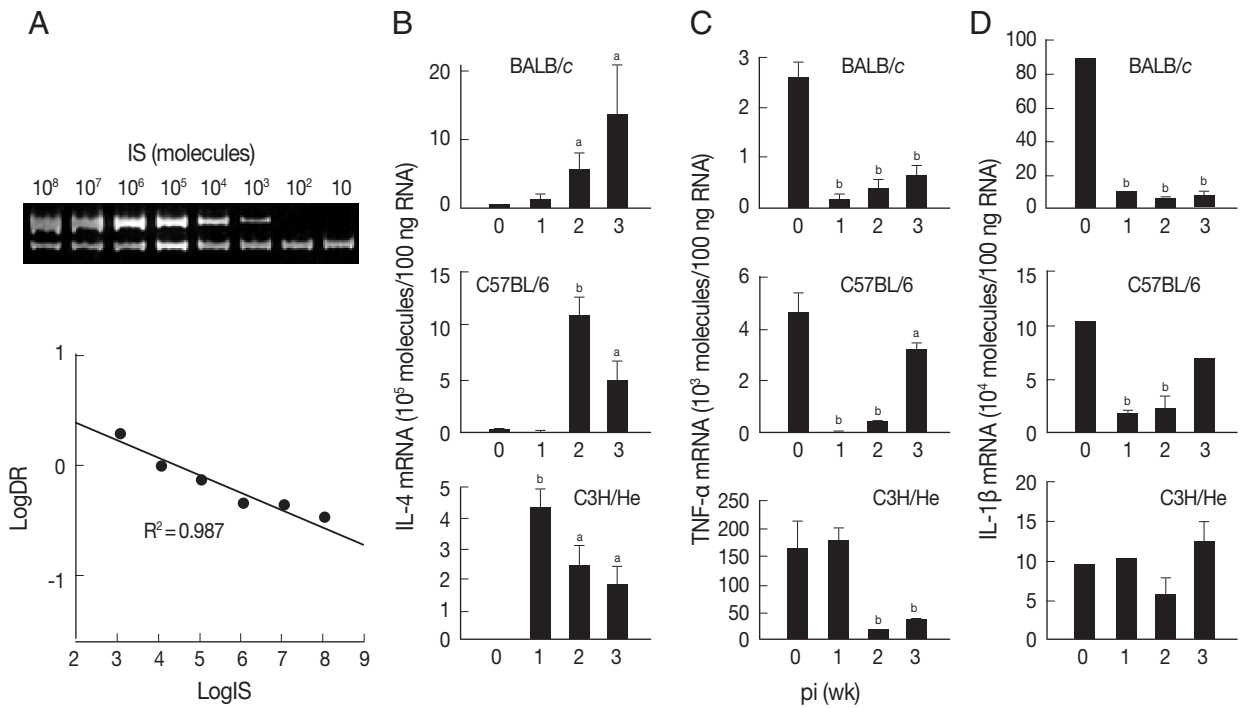 A
IS (molecules)
10⁸ 10⁷ 10⁶ 10⁵ 10⁴ 10³ 10² 10
1
0
-1
LogDR
R² = 0.987
2 3 4 5 6 7 8 9
LogIS
B
IL-4 mRNA (10⁵ molecules/100 ng RNA)
BALB/c
20
10
0
a
a
0 1 2 3
C57BL/6
15
10
5
0
b
a
0 1 2 3
C3H/He
5
4
3
2
1
0
b
a
a
0 1 2 3
C
TNF-α mRNA (10³ molecules/100 ng RNA)
BALB/c
3
2
1
0
b
b
b
0 1 2 3
C57BL/6
6
4
2
0
b
b
a
0 1 2 3
C3H/He
250
200
150
100
50
0
b
b
0 1 2 3
pi (wk)
D
IL-1β mRNA (10⁴ molecules/100 ng RNA)
BALB/c
100
80
60
40
20
0
b
b
b
0 1 2 3
C57BL/6
15
10
5
0
b
b
0 1 2 3
C3H/He
20
15
10
5
0
0 1 2 3